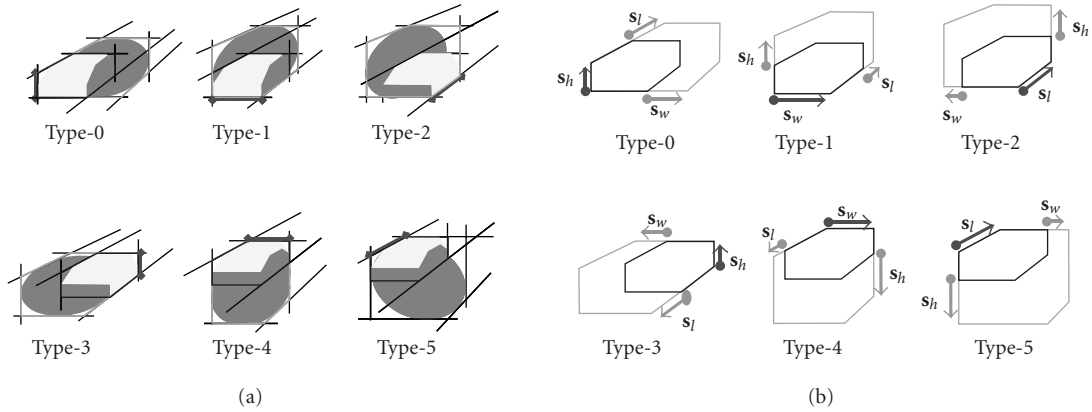 Type-0 Type-1 Type-2
Type-3 Type-4 Type-5
(a)
s_l s_h s_w Type-0
s_h s_w s_l Type-1
s_h s_l s_w Type-2
s_w s_h s_l Type-3
s_l s_w s_h Type-4
s_w s_l s_h Type-5
(b)